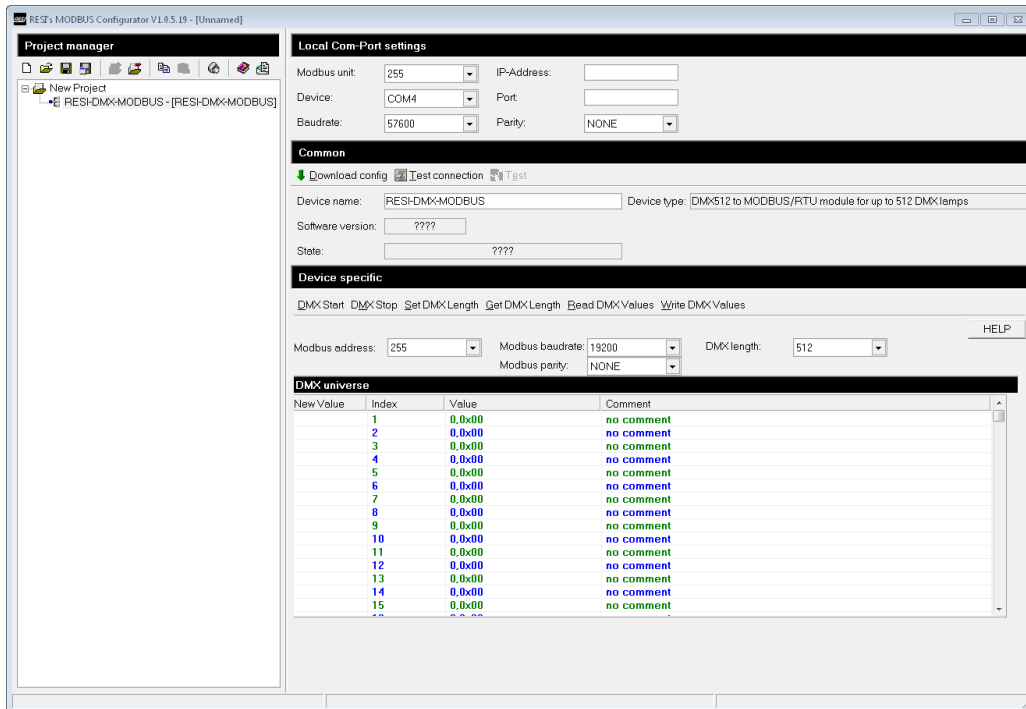 RESI's MODBUS Configurator V1.0.5.19 - [Unnamed]
Project manager
New Project
RESI-DMX-MODBUS - [RESI-DMX-MODBUS]
Local Com-Port settings
Modbus unit: 255 IP-Address:
Device: COM4 Port:
Baudrate: 57600 Parity: NONE
Common
Download config Test connection Test
Device name: RESI-DMX-MODBUS Device type: DMX512 to MODBUS/RTU module for up to 512 DMX lamps
Software version: ????
State: ????
Device specific
DMX Start DMX Stop Set DMX Length Get DMX Length Read DMX Values Write DMX Values
HELP
Modbus address: 255 Modbus baudrate: 19200 DMX length: 512
Modbus parity: NONE
DMX universe
New Value Index Value Comment
1 0,0x00 no comment
2 0,0x00 no comment
3 0,0x00 no comment
4 0,0x00 no comment
5 0,0x00 no comment
6 0,0x00 no comment
7 0,0x00 no comment
8 0,0x00 no comment
9 0,0x00 no comment
10 0,0x00 no comment
11 0,0x00 no comment
12 0,0x00 no comment
13 0,0x00 no comment
14 0,0x00 no comment
15 0,0x00 no comment